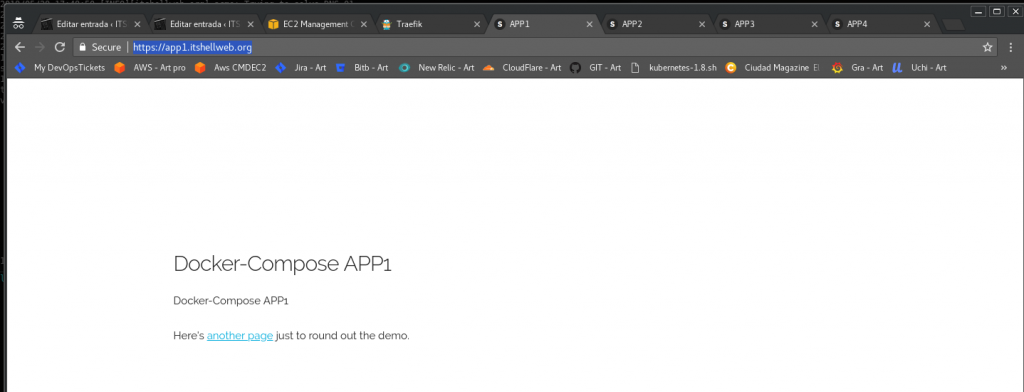 Editar entrada ‹ ITS
Editar entrada ‹ ITS
EC2 Management C
Traefik
APP1
APP2
APP3
APP4
Secure
https://app1.itshellweb.org
My DevOpsTickets
AWS - Art pro
Aws CMDEC2
Jira - Art
Bitb - Art
New Relic - Art
CloudFlare - Art
GIT - Art
kubernetes-1.8.sh
Ciudad Magazine El
Gra - Art
Uchi - Art
»
Docker-Compose APP1
Docker-Compose APP1
Here's another page just to round out the demo.